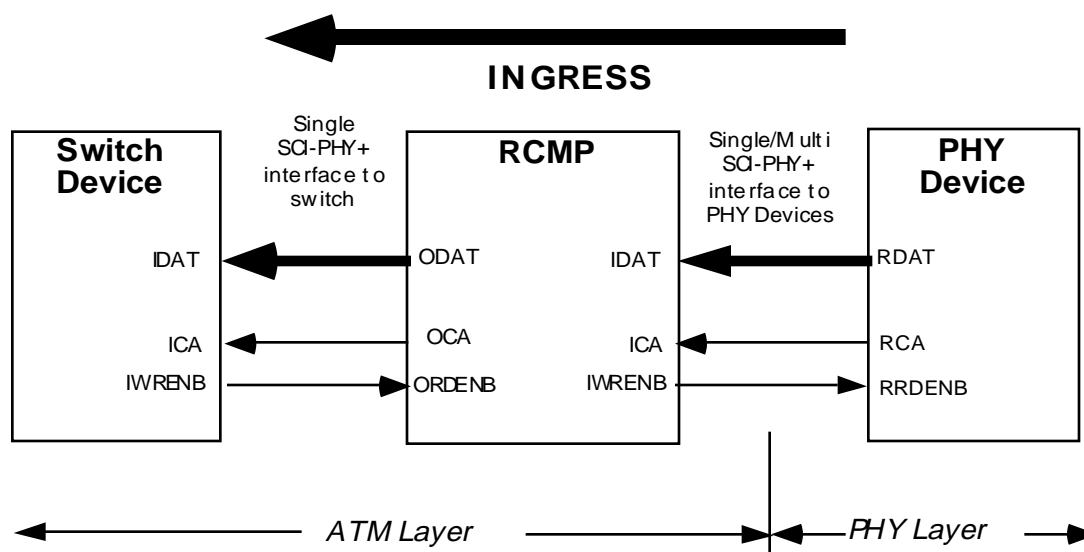 INGRESS
Switch
Device
Single
SCI-PHY+
interface to
switch
RCMP
Single/Multi
SCI-PHY+
interface to
PHY Devices
PHY
Device
IDAT
ODAT
IDAT
RDAT
ICA
OCA
ICA
RCA
IWRENB
ORDENB
IWRENB
RRDENB
ATM Layer
PHY Layer